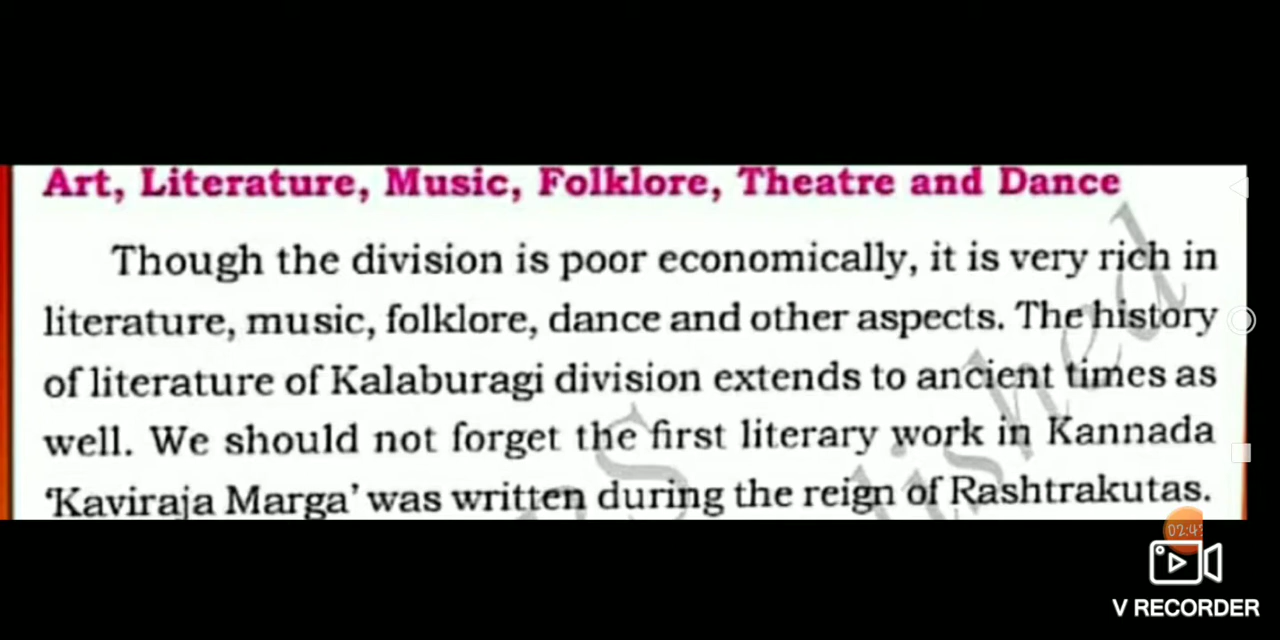 Art, Literature, Music, Folklore, Theatre and Dance
Though the division is poor economically, it is very rich in
literature, music, folklore, dance and other aspects. The history
of literature of Kalaburagi division extends to ancient times as
well. We should not forget the first literary work in Kannada
‘Kaviraja Marga’ was written during the reign of Rashtrakutas.
V RECORDER